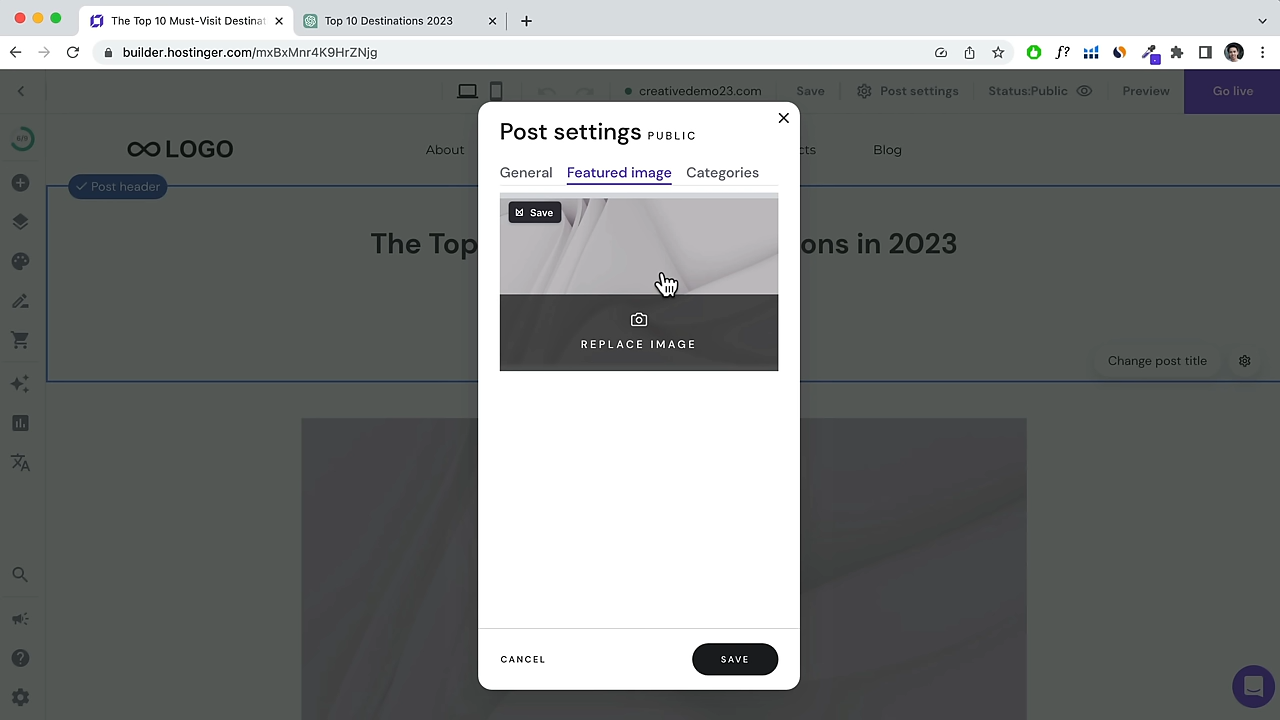 The Top 10 Must-Visit Destinat
Top 10 Destinations 2023
builder.hostinger.com/mxBxMnr4K9HrZNjg
f?
creativedemo23.com
Save
Post settings
Status:Public
Preview
Go live
6/9
LOGO
About
cts
Blog
Post header
The Top
ons in 2023
Change post title
Post settings PUBLIC
General
Featured image
Categories
Save
REPLACE IMAGE
CANCEL
SAVE